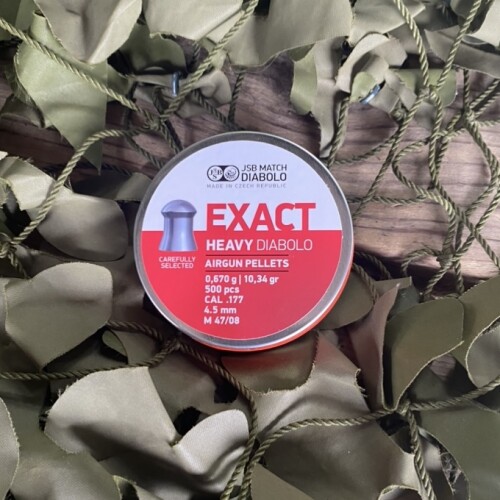 JSB MATCH
DIABOLO
MADE IN CZECH REPUBLIC
EXACT
HEAVY DIABOLO
CAREFULLY
SELECTED
AIRGUN PELLETS
0,670 g | 10,34 gr
500 pcs
CAL .177
4.5 mm
M 47/08